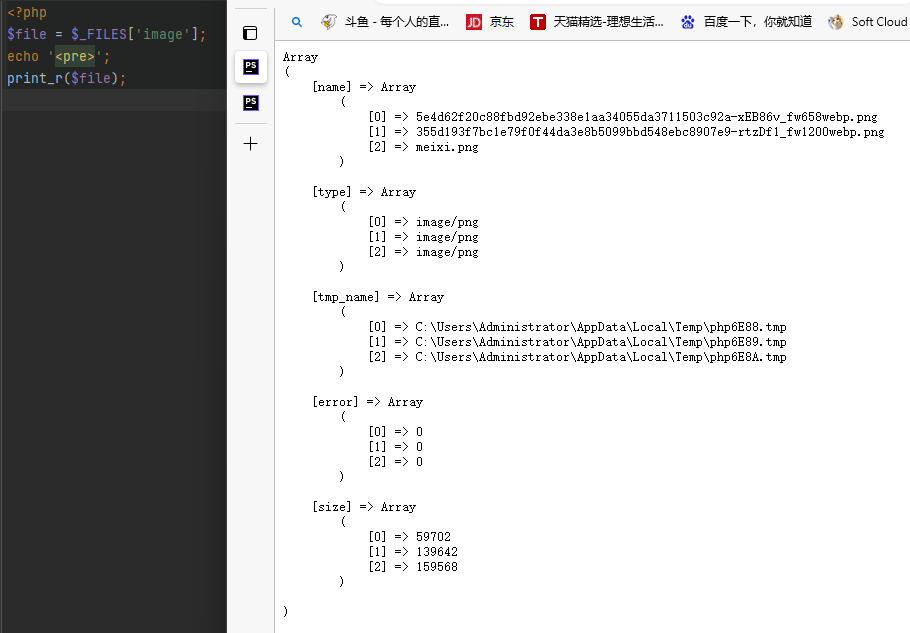 <?php
$file = $_FILES['image'];
echo '<pre>';
print_r($file);
斗鱼 - 每个人的直... JD 京东 T 天猫精选-理想生活... 百度一下，你就知道 Soft Cloud
PS
PS
Array
(
    [name] => Array
        (
            [0] => 5e4d62f20c88fbd92ebe338e1aa34055da3711503c92a-xEB86v_fw658webp.png
            [1] => 355d193f7bc1e79f0f44da3e8b5099bbd548ebc8907e9-rtzDf1_fw1200webp.png
            [2] => meixi.png
        )

    [type] => Array
        (
            [0] => image/png
            [1] => image/png
            [2] => image/png
        )

    [tmp_name] => Array
        (
            [0] => C:\Users\Administrator\AppData\Local\Temp\php6E88.tmp
            [1] => C:\Users\Administrator\AppData\Local\Temp\php6E89.tmp
            [2] => C:\Users\Administrator\AppData\Local\Temp\php6E8A.tmp
        )

    [error] => Array
        (
            [0] => 0
            [1] => 0
            [2] => 0
        )

    [size] => Array
        (
            [0] => 59702
            [1] => 139642
            [2] => 159568
        )

)